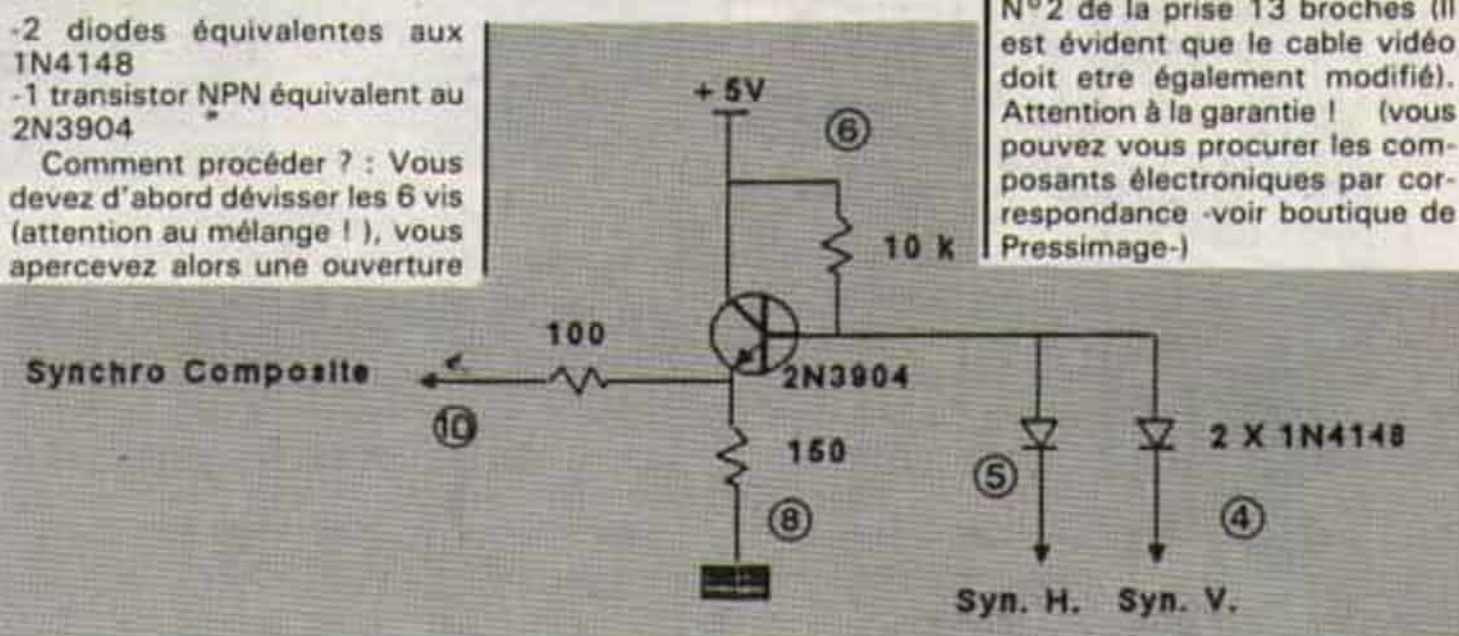 -2 diodes équivalentes aux
1N4148
-1 transistor NPN équivalent au
2N3904
Comment procéder ? : Vous
devez d'abord dévisser les 6 vis
(attention au mélange ! ), vous
apercevez alors une ouverture
N°2 de la prise 13 broches (Il
est évident que le cable vidéo
doit etre également modifié).
Attention à la garantie ! (vous
pouvez vous procurer les com-
posants électroniques par cor-
respondance -voir boutique de
Pressimage-)
+ 5V
6
10 k
100
Synchro Composite
2N3904
10
150
2 X 1N4148
5
8
4
Syn. H. Syn. V.